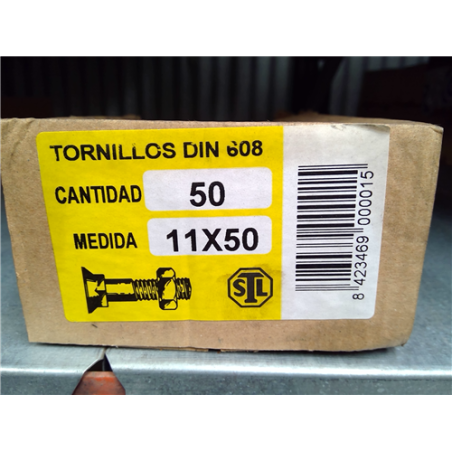 TORNILLOS DIN 608
CANTIDAD 50
MEDIDA 11X50
STL
8 423469 000015